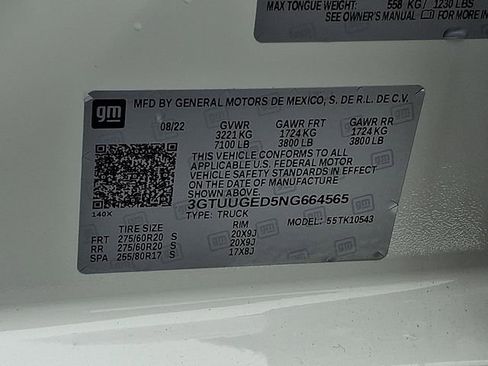 MAX TONGUE WEIGHT: 558 KG / 1230 LBS
SEE OWNER'S MANUAL FOR MORE IN
gm
MFD BY GENERAL MOTORS DE MEXICO, S. DE R.L. DE C.V.
08/22 GVWR GAWR FRT GAWR RR
3221 KG 1724 KG 1724 KG
7100 LB 3800 LB 3800 LB
THIS VEHICLE CONFORMS TO ALL
APPLICABLE U.S. FEDERAL MOTOR
VEHICLE SAFETY STANDARDS IN EFFECT
ON THE DATE OF MANUFACTURE
SHOWN ABOVE.
3GTUUGED5NG664565
140X TYPE: TRUCK MODEL: 55TK10543
TIRE SIZE RIM
FRT 275/60R20 S 20X9J
RR 275/60R20 S 20X9J
SPA 255/80R17 S 17X8J